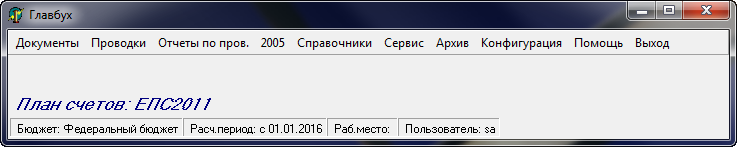 Главбух
Документы Проводки Отчеты по пров. 2005 Справочники Сервис Архив Конфигурация Помощь Выход
План счетов: ЕПС2011
Бюджет: Федеральный бюджет Расч.период: с 01.01.2016 Раб.место: Пользователь: sa